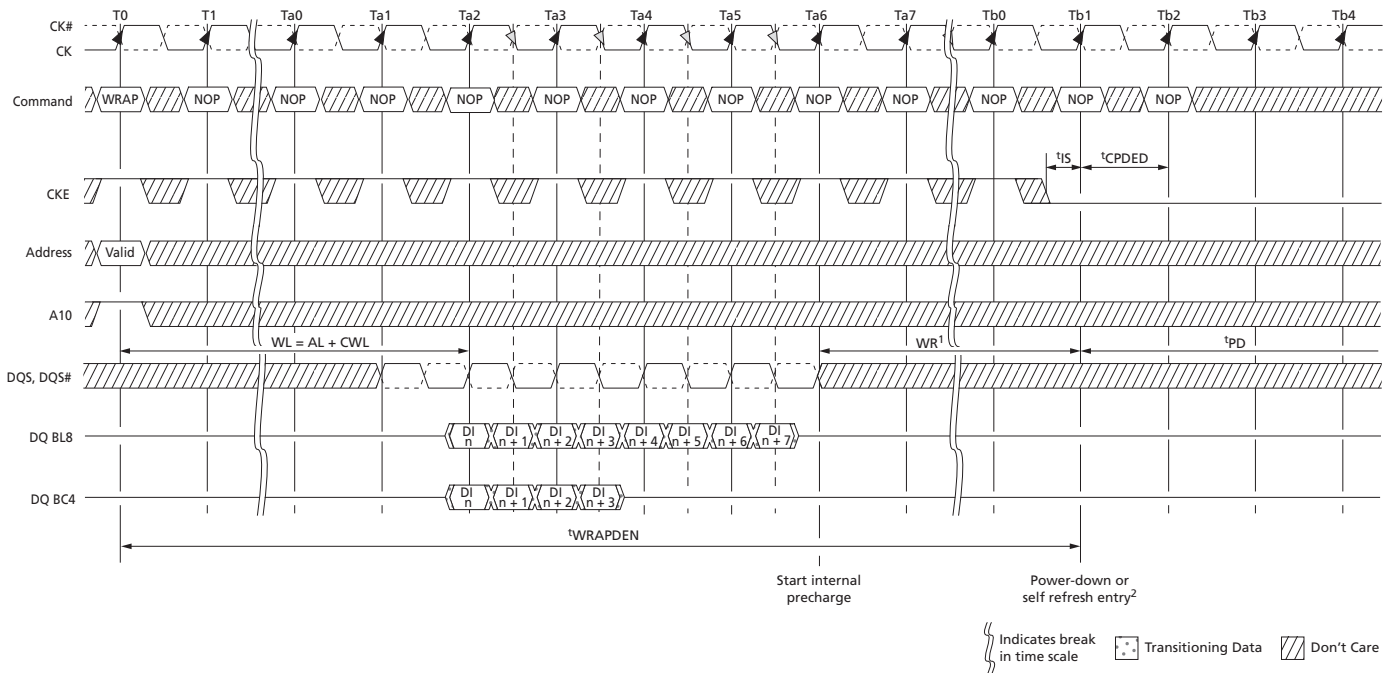 T0 T1 Ta0 Ta1 Ta2 Ta3 Ta4 Ta5 Ta6 Ta7 Tb0 Tb1 Tb2 Tb3 Tb4
CK#
CK
Command WRAP NOP NOP NOP NOP NOP NOP NOP NOP NOP NOP NOP NOP
tIS tCPDED
CKE
Address Valid
A10
WL = AL + CWL WR1 tPD
DQS, DQS#
DQ BL8 DI n DI n + 1 DI n + 2 DI n + 3 DI n + 4 DI n + 5 DI n + 6 DI n + 7
DQ BC4 DI n DI n + 1 DI n + 2 DI n + 3
tWRAPDEN
Start internal
precharge
Power-down or
self refresh entry2
Indicates break
in time scale
Transitioning Data
Don't Care